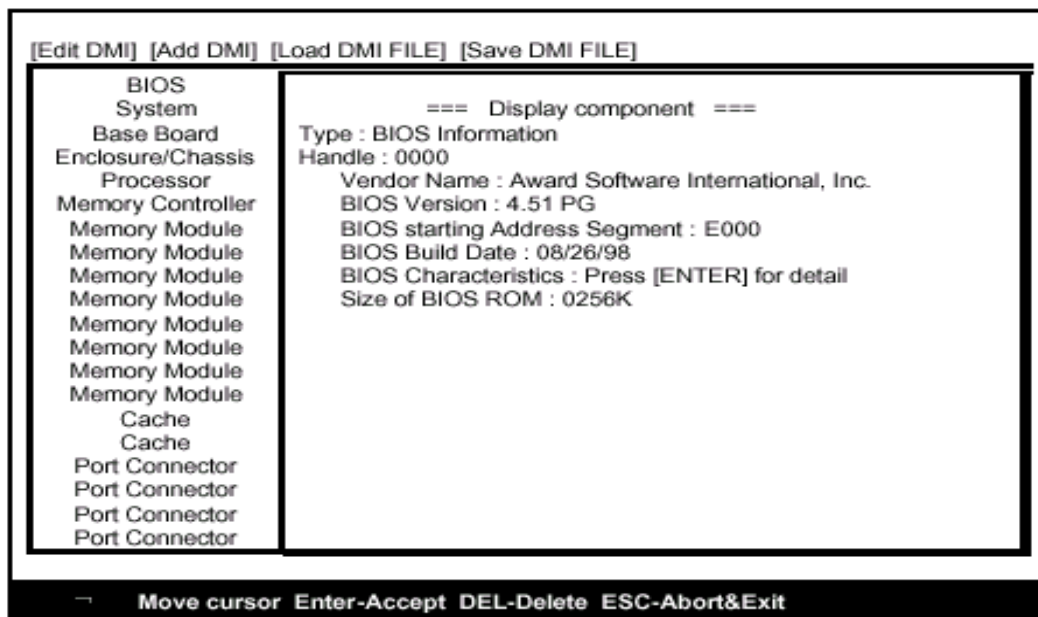 [Edit DMI] [Add DMI] [Load DMI FILE] [Save DMI FILE]
BIOS
System
Base Board
Enclosure/Chassis
Processor
Memory Controller
Memory Module
Memory Module
Memory Module
Memory Module
Memory Module
Memory Module
Memory Module
Memory Module
Cache
Cache
Port Connector
Port Connector
Port Connector
Port Connector
=== Display component ===
Type : BIOS Information
Handle : 0000
Vendor Name : Award Software International, Inc.
BIOS Version : 4.51 PG
BIOS starting Address Segment : E000
BIOS Build Date : 08/26/98
BIOS Characteristics : Press [ENTER] for detail
Size of BIOS ROM : 0256K
¬ Move cursor Enter-Accept DEL-Delete ESC-Abort&Exit